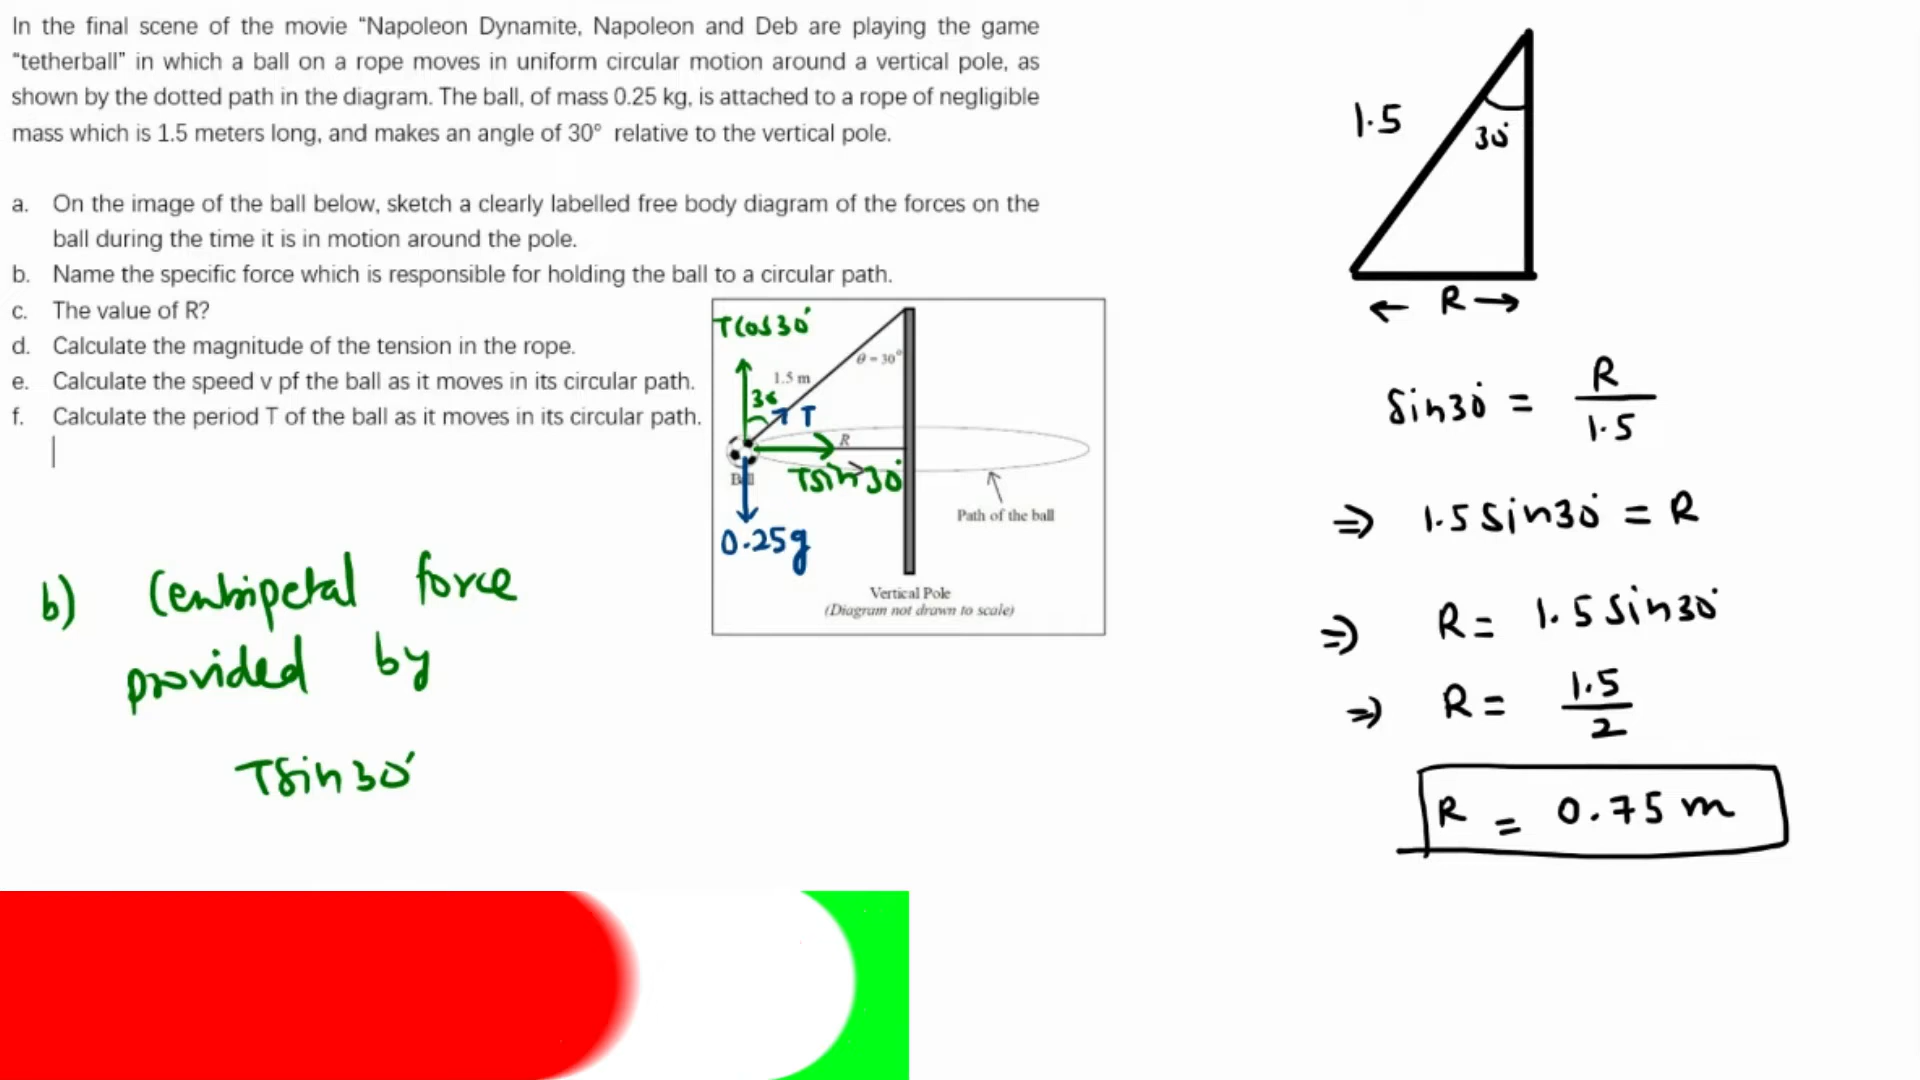 In the final scene of the movie “Napoleon Dynamite, Napoleon and Deb are playing the game
“tetherball” in which a ball on a rope moves in uniform circular motion around a vertical pole, as
shown by the dotted path in the diagram. The ball, of mass 0.25 kg, is attached to a rope of negligible
mass which is 1.5 meters long, and makes an angle of 30° relative to the vertical pole.
a. On the image of the ball below, sketch a clearly labelled free body diagram of the forces on the
ball during the time it is in motion around the pole.
b. Name the specific force which is responsible for holding the ball to a circular path.
c. The value of R?
d. Calculate the magnitude of the tension in the rope.
e. Calculate the speed v pf the ball as it moves in its circular path.
f. Calculate the period T of the ball as it moves in its circular path.
Tcos30°
θ = 30°
1.5 m
30
T
R
Tsin30°
Path of the ball
0.25g
Vertical Pole
(Diagram not drawn to scale)
b) Centripetal force
provided by
Tsin30°
1.5
30°
← R →
sin30° = R/1.5
⇒ 1.5 sin30° = R
⇒ R = 1.5 sin30°
⇒ R = 1.5/2
R = 0.75 m